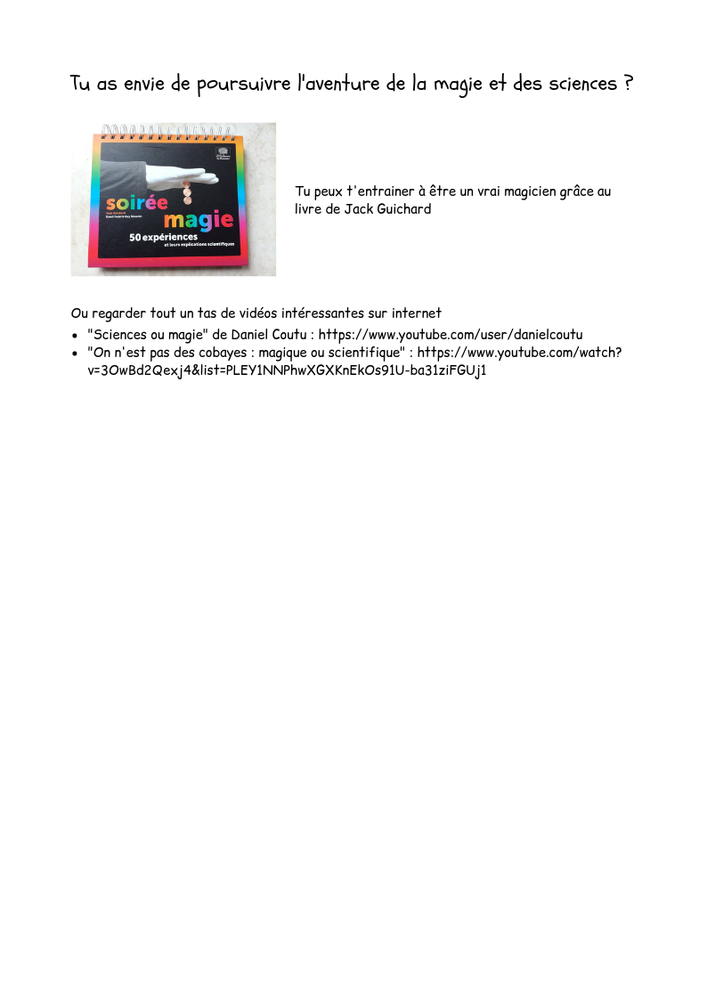 Tu as envie de poursuivre l'aventure de la magie et des sciences ?
soirée
magie
50 expériences
et leurs explications scientifiques
Tu peux t'entrainer à être un vrai magicien grâce au
livre de Jack Guichard
Ou regarder tout un tas de vidéos intéressantes sur internet
• "Sciences ou magie" de Daniel Coutu : https://www.youtube.com/user/danielcoutu
• "On n'est pas des cobayes : magique ou scientifique" : https://www.youtube.com/watch?
v=3OwBd2Qexj4&list=PLEY1NNPhwXGXKnEkOs91U-ba31ziFGUj1